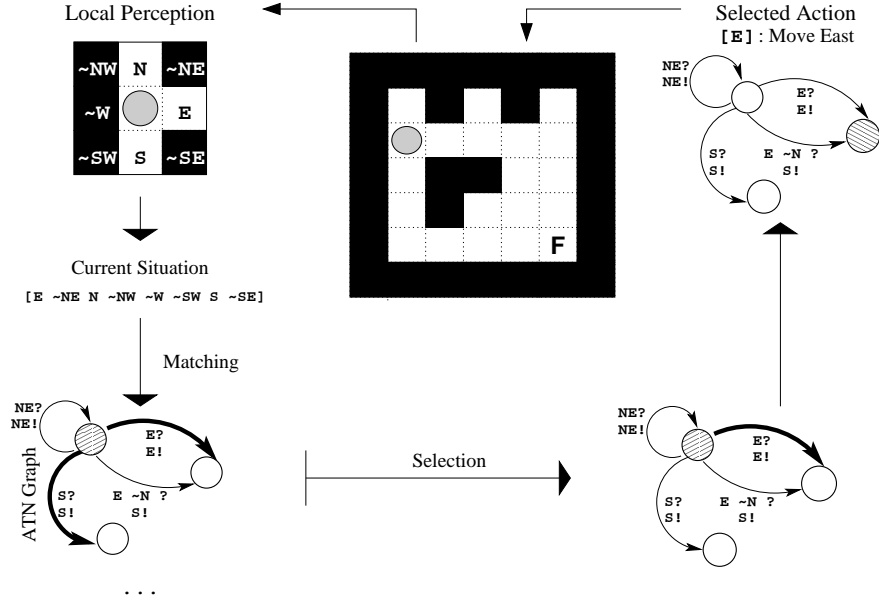 Local Perception
~NW N ~NE
~W E
~SW S ~SE
Current Situation
[E ~NE N ~NW ~W ~SW S ~SE]
Matching
ATN Graph
NE?
NE!
E?
E!
S?
S!
E ~N ?
S!
. . .
Selection
NE?
NE!
E?
E!
S?
S!
E ~N ?
S!
F
Selected Action
[E] : Move East
NE?
NE!
E?
E!
S?
S!
E ~N ?
S!